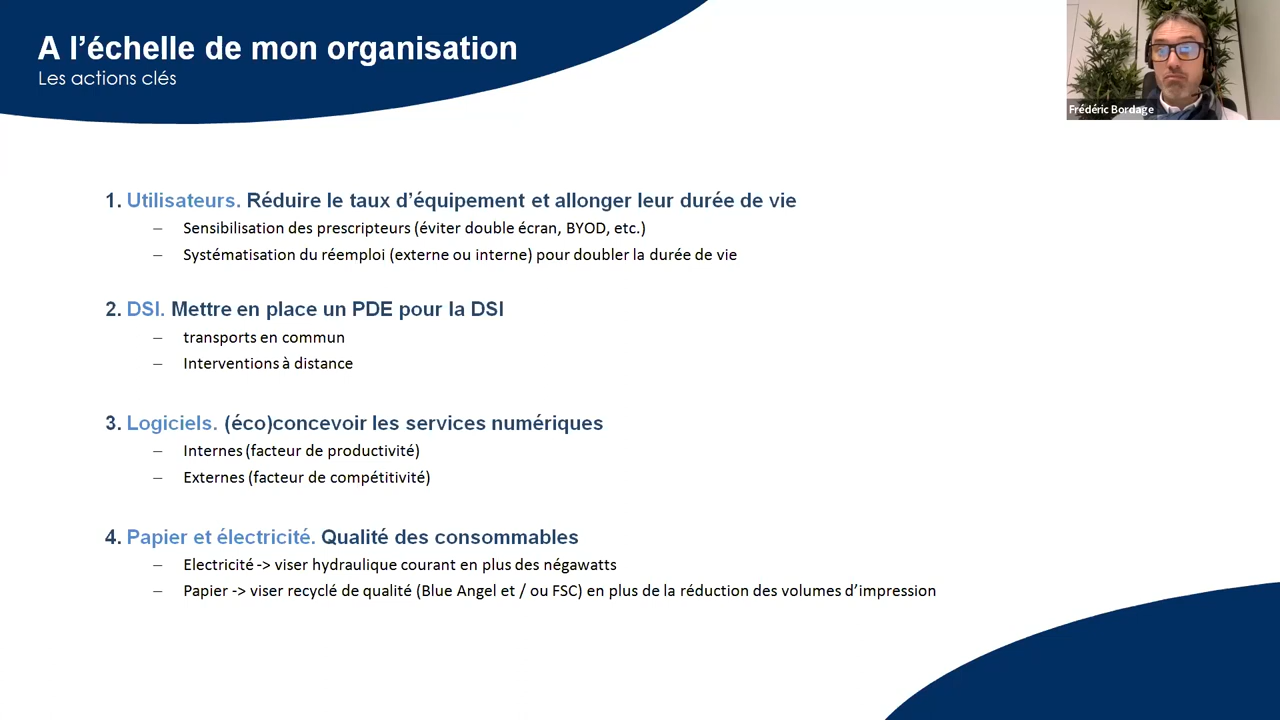 A l’échelle de mon organisation
Les actions clés
Frédéric Bordage
1. Utilisateurs. Réduire le taux d’équipement et allonger leur durée de vie
– Sensibilisation des prescripteurs (éviter double écran, BYOD, etc.)
– Systématisation du réemploi (externe ou interne) pour doubler la durée de vie
2. DSI. Mettre en place un PDE pour la DSI
– transports en commun
– Interventions à distance
3. Logiciels. (éco)concevoir les services numériques
– Internes (facteur de productivité)
– Externes (facteur de compétitivité)
4. Papier et électricité. Qualité des consommables
– Electricité -> viser hydraulique courant en plus des négawatts
– Papier -> viser recyclé de qualité (Blue Angel et / ou FSC) en plus de la réduction des volumes d’impression